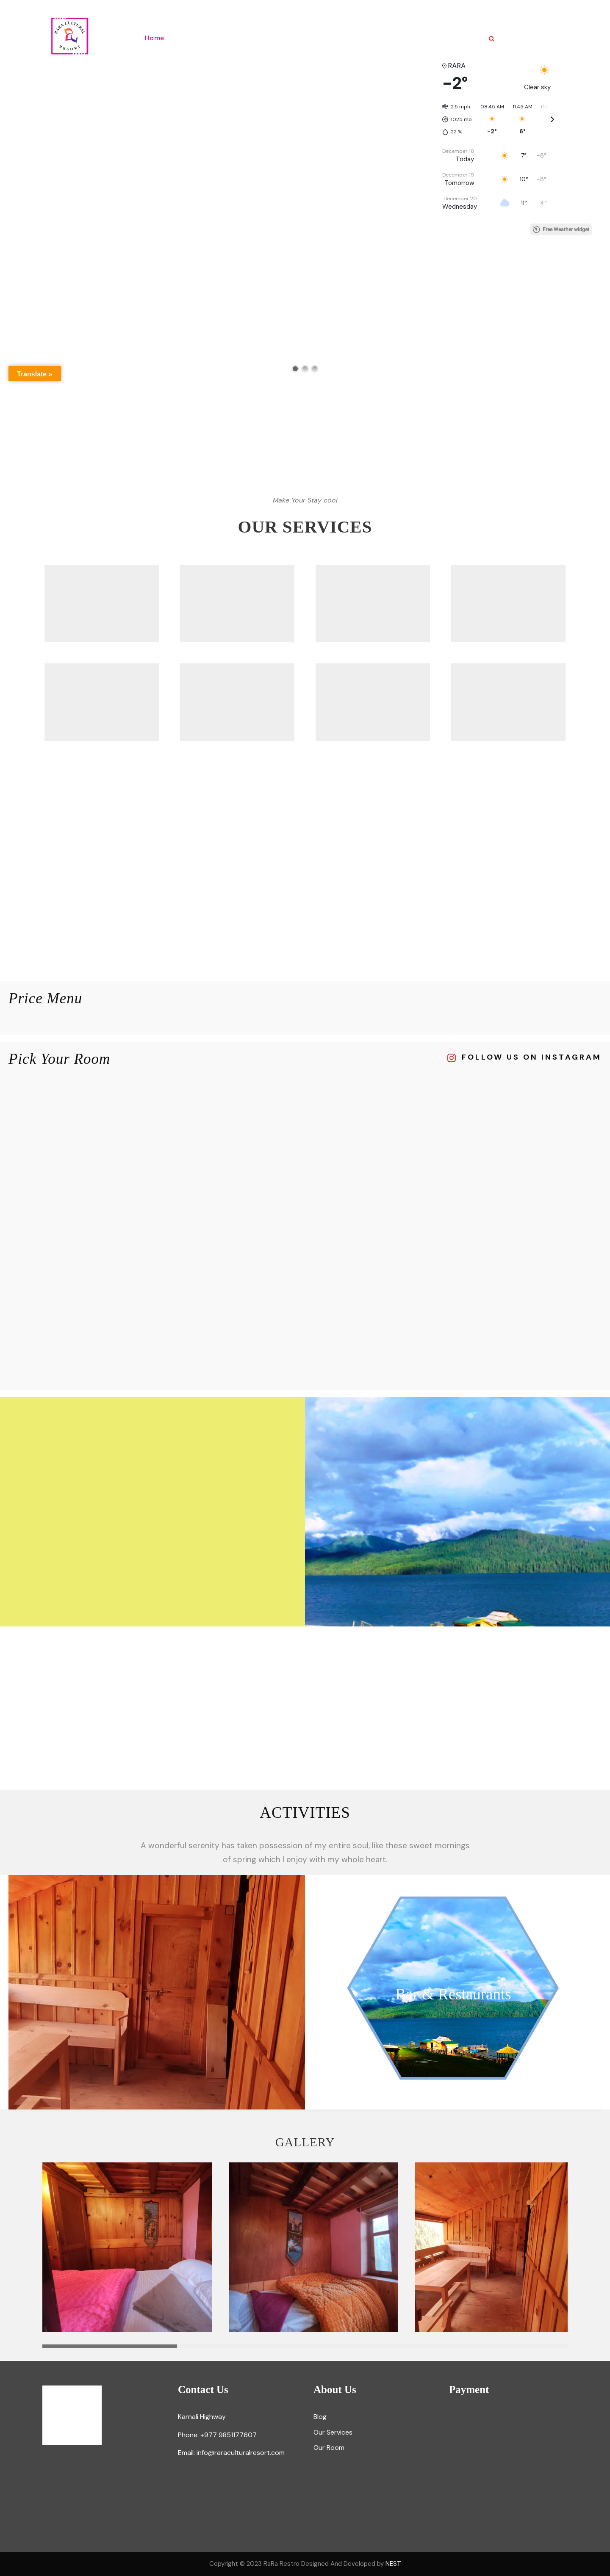 RARA CULTURAL
RESORT
Home
RARA
-2°
Clear sky
2.5 mph
1025 mb
22 %
08:45 AM
-2°
11:45 AM
6°
December 18
Today
7°
-5°
December 19
Tomorrow
10°
-5°
December 20
Wednesday
11°
-4°
Free Weather widget
Translate »
Make Your Stay cool
OUR SERVICES
Price Menu
Pick Your Room
FOLLOW US ON INSTAGRAM
ACTIVITIES
A wonderful serenity has taken possession of my entire soul, like these sweet mornings
of spring which I enjoy with my whole heart.
Bar & Restaurants
GALLERY
Contact Us
Karnali Highway
Phone: +977 9851177607
Email: info@raraculturalresort.com
About Us
Blog
Our Services
Our Room
Payment
Copyright © 2023 RaRa Restro Designed And Developed by NEST